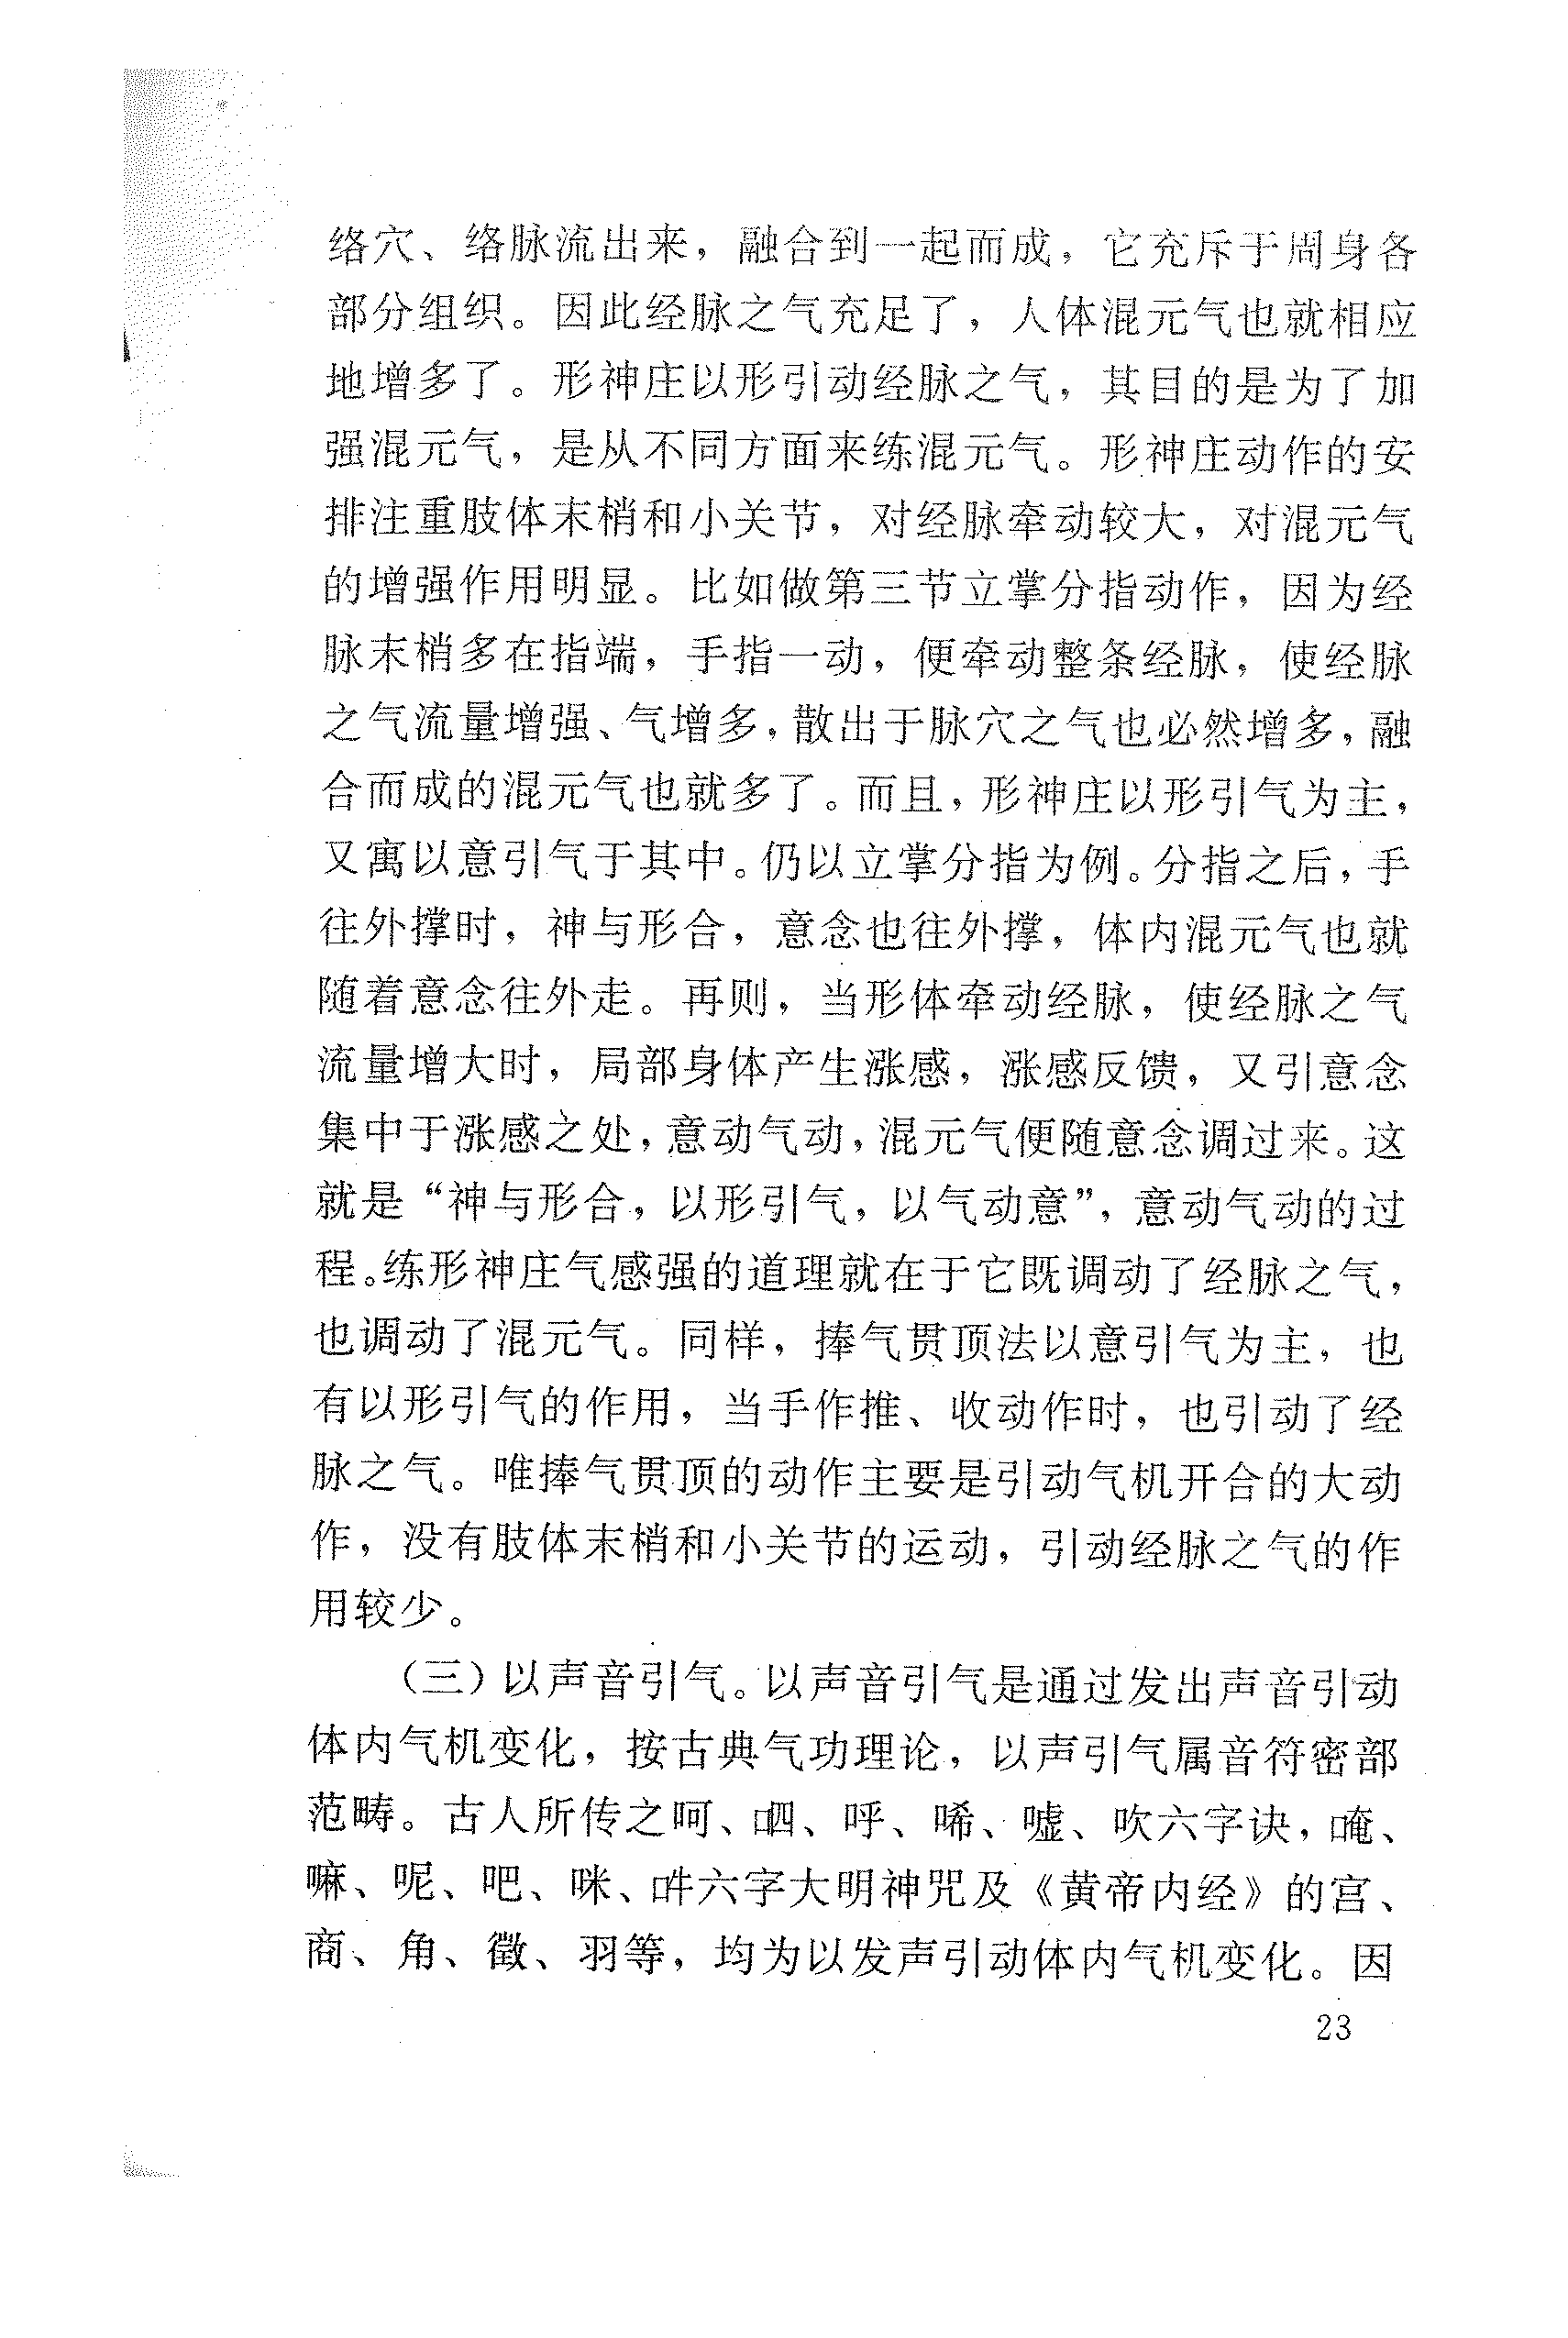 络穴、络脉流出来，融合到一起而成，它充斥于周身各
部分组织。因此经脉之气充足了，人体混元气也就相应
地增多了。形神庄以形引动经脉之气，其目的是为了加
强混元气，是从不同方面来练混元气。形神庄动作的安
排注重肢体末梢和小关节，对经脉牵动较大，对混元气
的增强作用明显。比如做第三节立掌分指动作，因为经
脉末梢多在指端，手指一动，便牵动整条经脉，使经脉
之气流量增强、气增多，散出于脉穴之气也必然增多，融
合而成的混元气也就多了。而且，形神庄以形引气为主，
又寓以意引气于其中。仍以立掌分指为例。分指之后，手
往外撑时，神与形合，意念也往外撑，体内混元气也就
随着意念往外走。再则，当形体牵动经脉，使经脉之气
流量增大时，局部身体产生涨感，涨感反馈，又引意念
集中于涨感之处，意动气动，混元气便随意念调过来。这
就是“神与形合，以形引气，以气动意”，意动气动的过
程。练形神庄气感强的道理就在于它既调动了经脉之气，
也调动了混元气。同样，捧气贯顶法以意引气为主，也
有以形引气的作用，当手作推、收动作时，也引动了经
脉之气。唯捧气贯顶的动作主要是引动气机开合的大动
作，没有肢体末梢和小关节的运动，引动经脉之气的作
用较少。
（三）以声音引气。以声音引气是通过发出声音引动
体内气机变化，按古典气功理论，以声引气属音符密部
范畴。古人所传之呵、呬、呼、唏、嘘、吹六字诀，唵、
嘛、呢、吧、咪、吽六字大明神咒及《黄帝内经》的宫、
商、角、徵、羽等，均为以发声引动体内气机变化。因
23